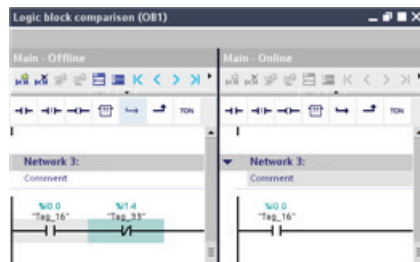 Logic block comparison (OB1)
Main - Offline
Main - Online
TON
TON
Network 3:
Comment
Network 3:
Comment
%I0.0
"Tag_16"
%I1.4
"Tag_33"
%I0.0
"Tag_16"